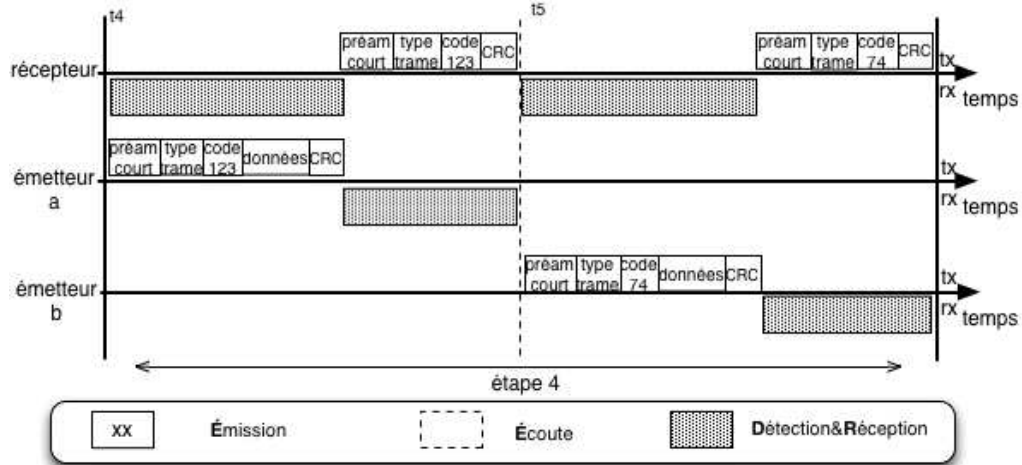 t4
t5
préam
court
type
trame
code
123
CRC
préam
court
type
trame
code
74
CRC
récepteur
tx
rx
temps
préam
court
type
trame
code
123
données
CRC
émetteur
a
tx
rx
temps
préam
court
type
trame
code
74
données
CRC
émetteur
b
tx
rx
temps
étape 4
xx
Émission
Écoute
Détection&Réception